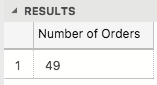 RESULTS
Number of Orders
1 49